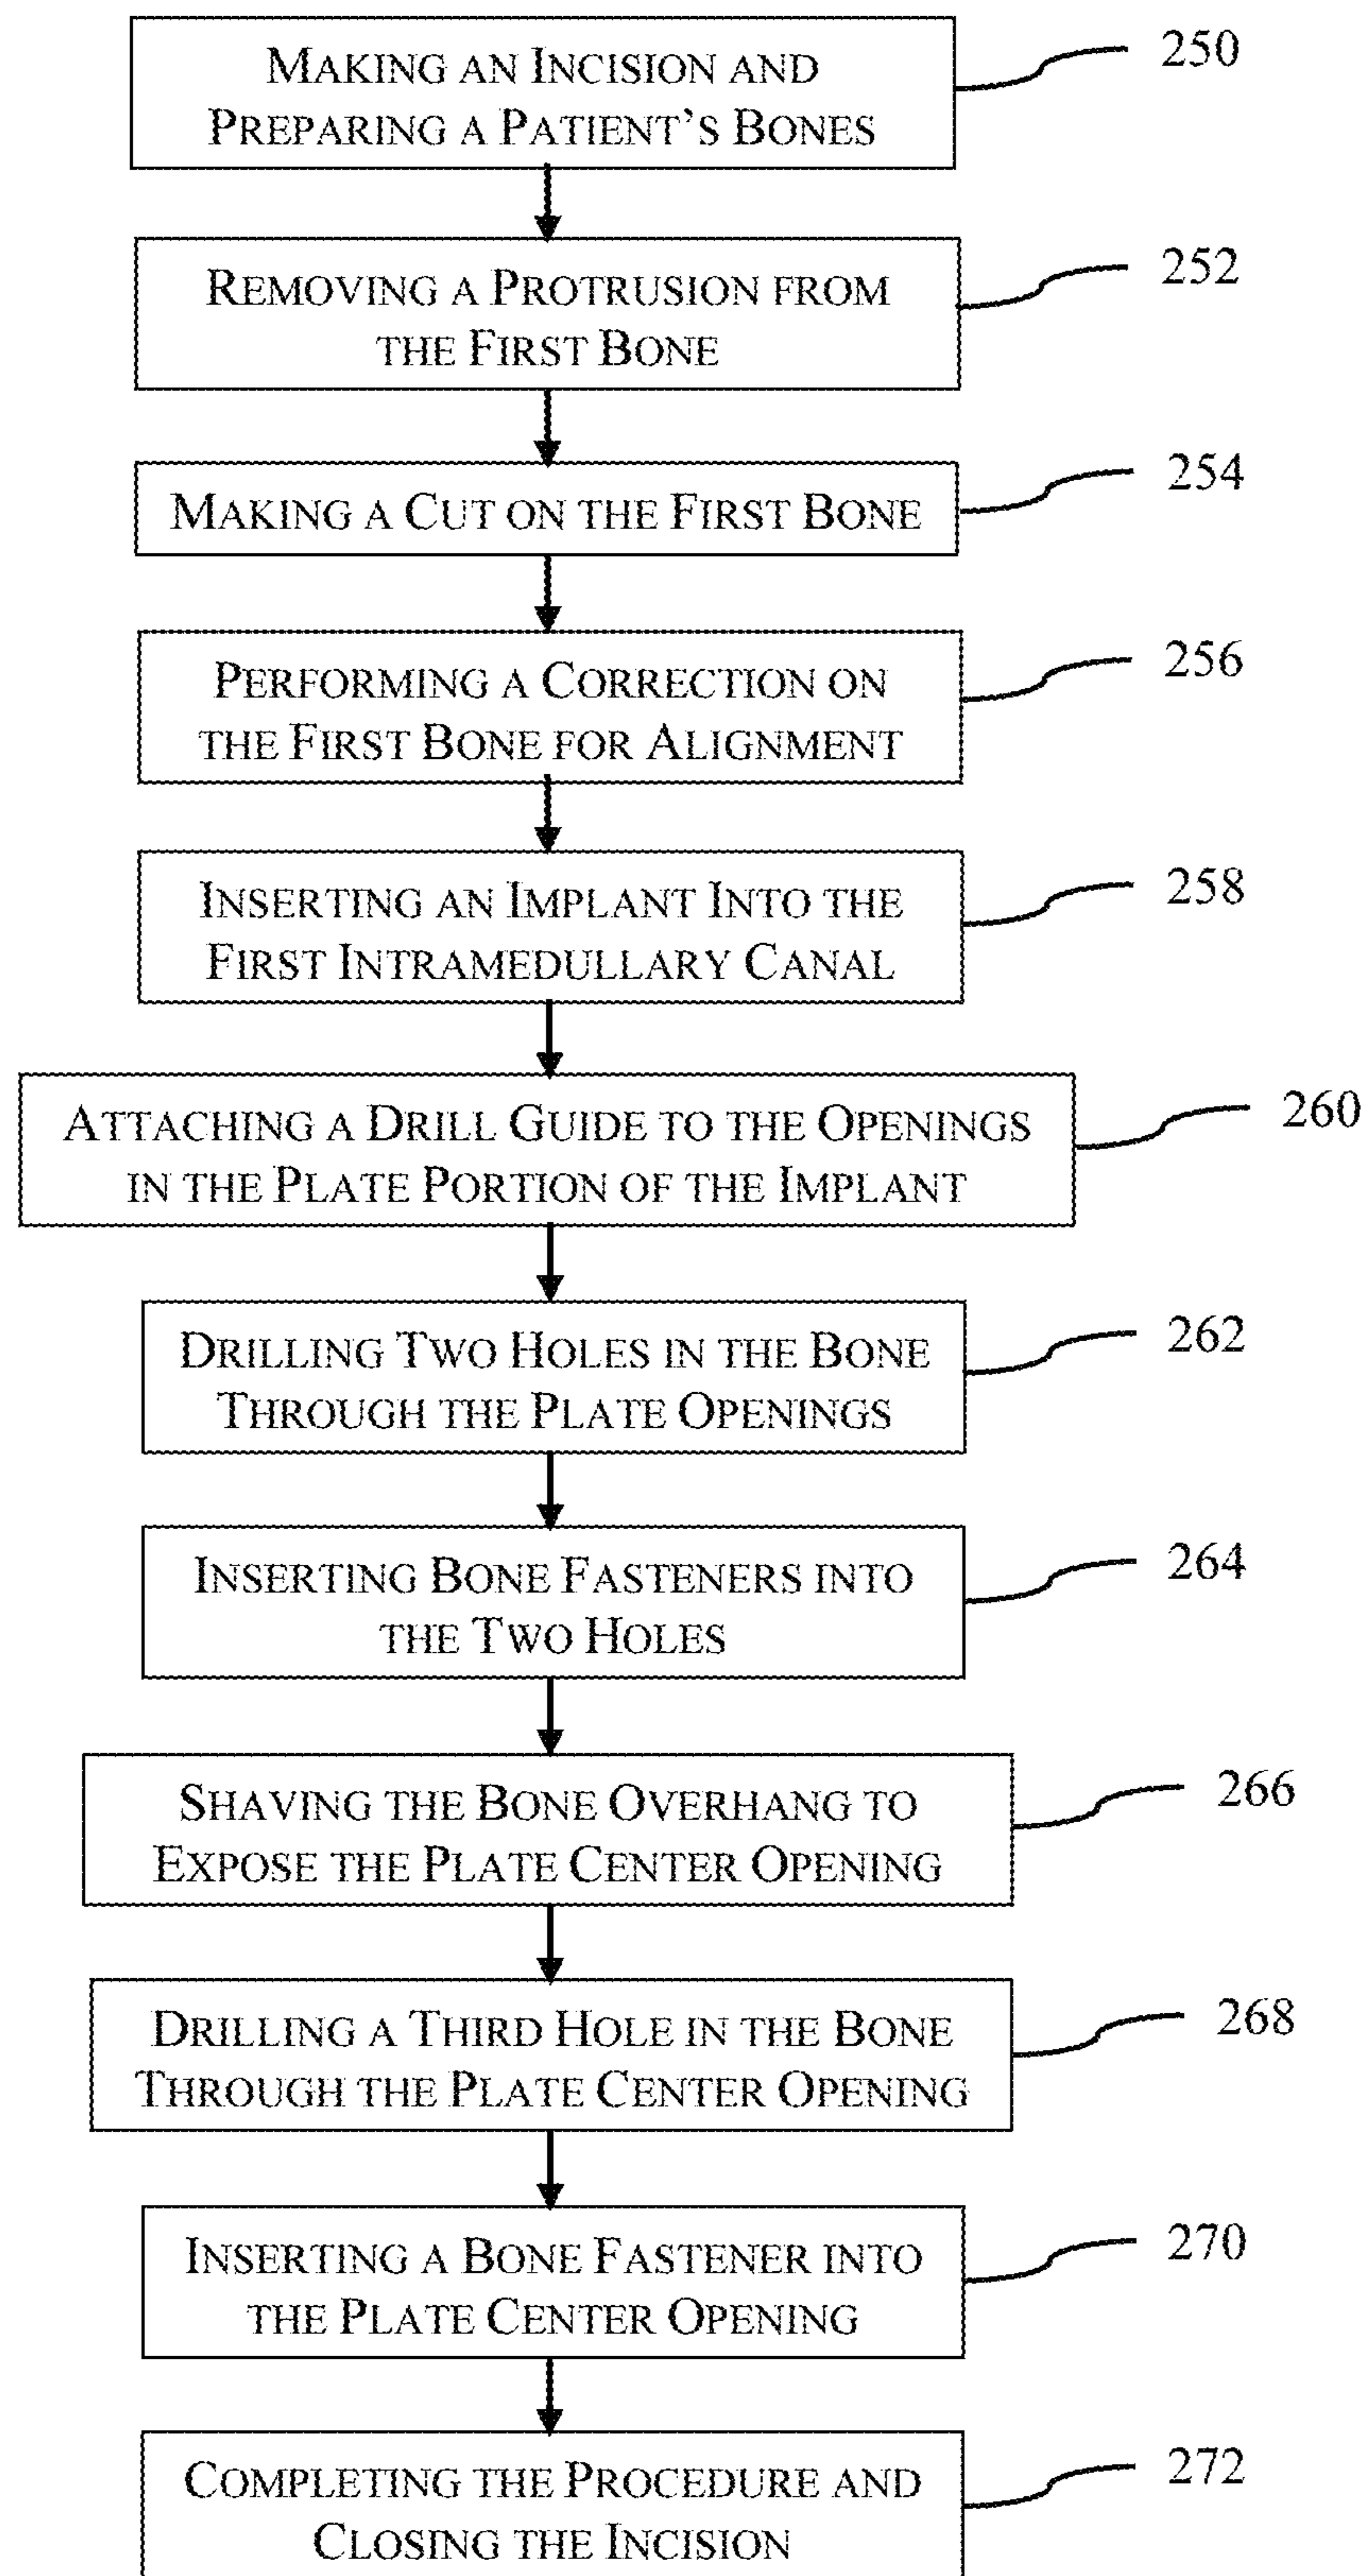 MAKING AN INCISION AND
PREPARING A PATIENT'S BONES
250
REMOVING A PROTRUSION FROM
THE FIRST BONE
252
MAKING A CUT ON THE FIRST BONE
254
PERFORMING A CORRECTION ON
THE FIRST BONE FOR ALIGNMENT
256
INSERTING AN IMPLANT INTO THE
FIRST INTRAMEDULLARY CANAL
258
ATTACHING A DRILL GUIDE TO THE OPENINGS
IN THE PLATE PORTION OF THE IMPLANT
260
DRILLING TWO HOLES IN THE BONE
THROUGH THE PLATE OPENINGS
262
INSERTING BONE FASTENERS INTO
THE TWO HOLES
264
SHAVING THE BONE OVERHANG TO
EXPOSE THE PLATE CENTER OPENING
266
DRILLING A THIRD HOLE IN THE BONE
THROUGH THE PLATE CENTER OPENING
268
INSERTING A BONE FASTENER INTO
THE PLATE CENTER OPENING
270
COMPLETING THE PROCEDURE AND
CLOSING THE INCISION
272